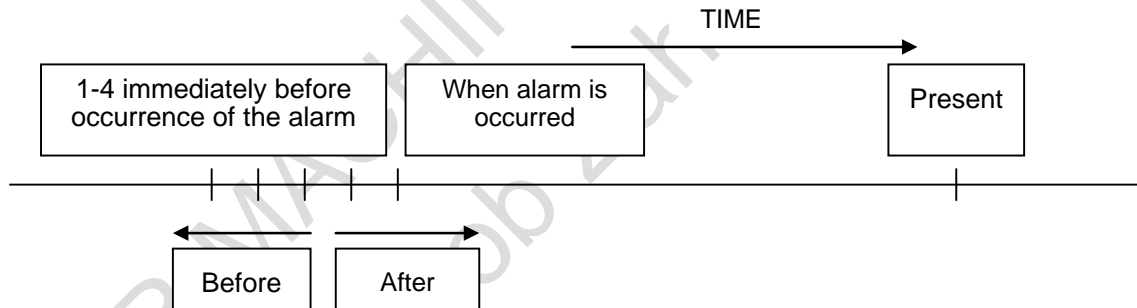 TIME
1-4 immediately before
occurrence of the alarm
When alarm is
occurred
Present
Before
After